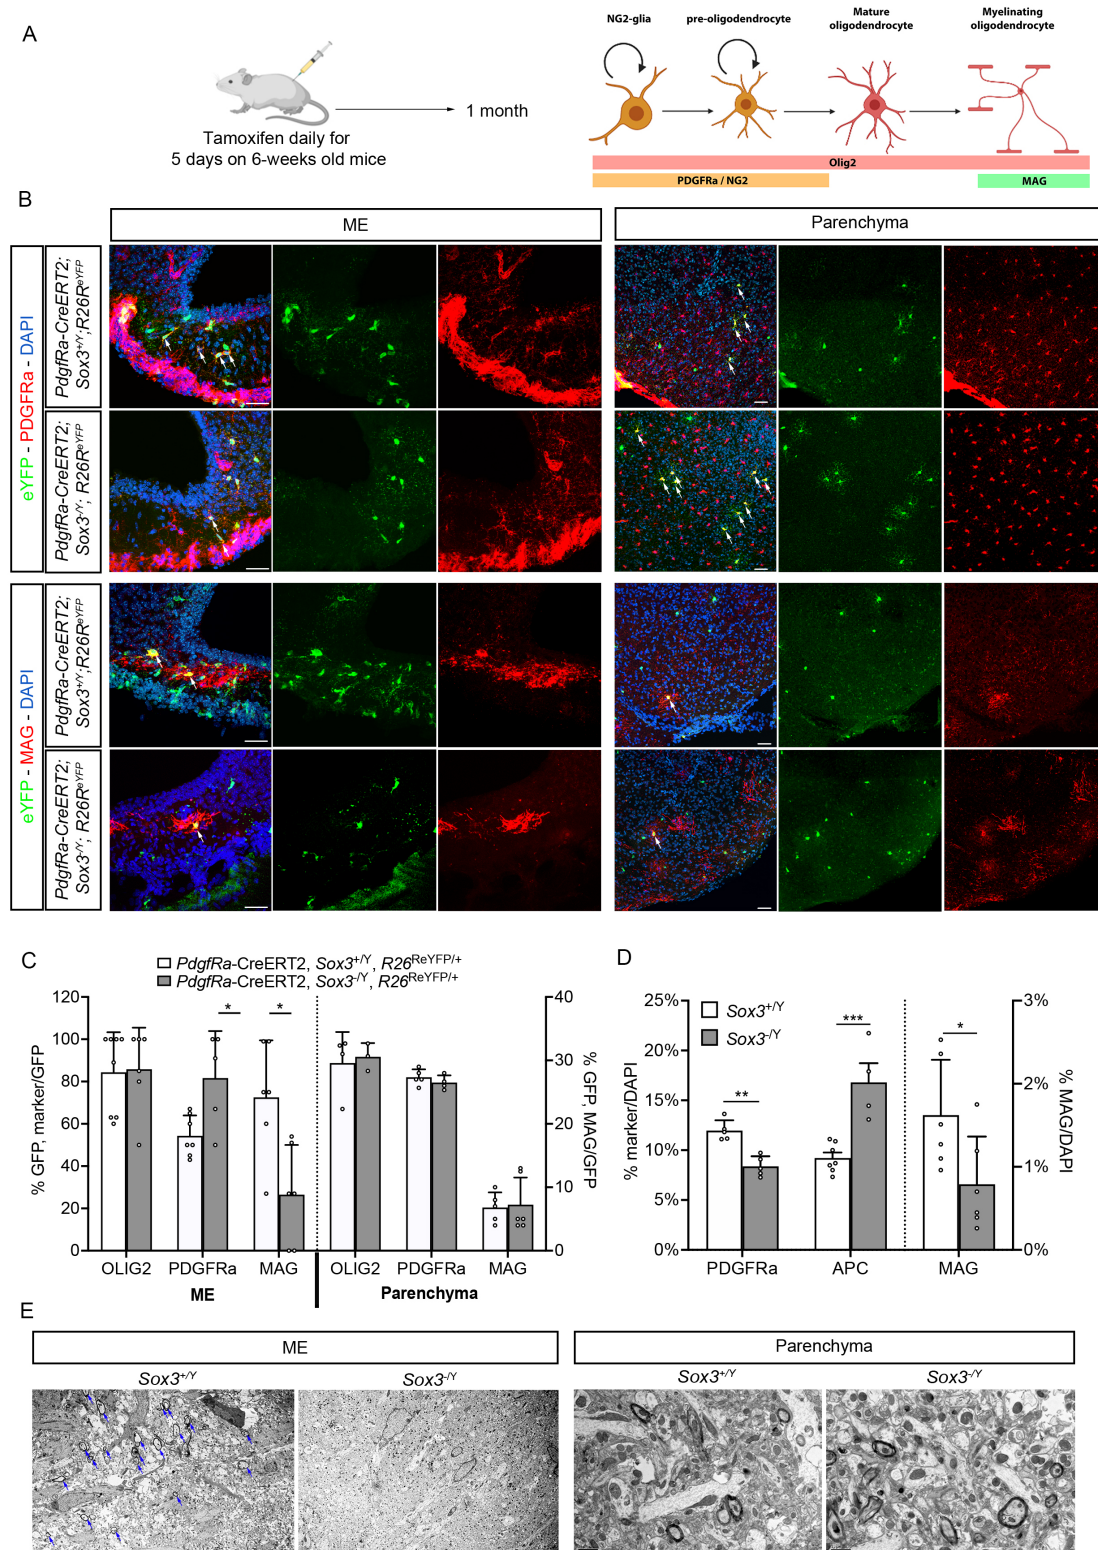 A
Tamoxifen daily for
5 days on 6-weeks old mice
1 month
NG2-glia
pre-oligodendrocyte
Mature
oligodendrocyte
Myelinating
oligodendrocyte
Olig2
PDGFRa / NG2
MAG
B
ME
Parenchyma
eYFP - PDGFRa - DAPI
PdgfRa-CreERT2;
Sox3+/Y;R26ReYFP
PdgfRa-CreERT2;
Sox3-/Y; R26ReYFP
eYFP - MAG - DAPI
PdgfRa-CreERT2;
Sox3+/Y;R26ReYFP
PdgfRa-CreERT2;
Sox3-/Y; R26ReYFP
C
PdgfRa-CreERT2, Sox3+/Y, R26ReYFP/+
PdgfRa-CreERT2, Sox3-/Y, R26ReYFP/+
% GFP, marker/GFP
120
100
80
60
40
20
0
* *
40
30
20
10
0
% GFP, MAG/GFP
OLIG2 PDGFRa MAG OLIG2 PDGFRa MAG
ME Parenchyma
D
% marker/DAPI
25%
20%
15%
10%
5%
0%
Sox3+/Y
Sox3-/Y
** *** *
3%
2%
1%
0%
% MAG/DAPI
PDGFRa APC MAG
E
ME
Parenchyma
Sox3+/Y Sox3-/Y Sox3+/Y Sox3-/Y